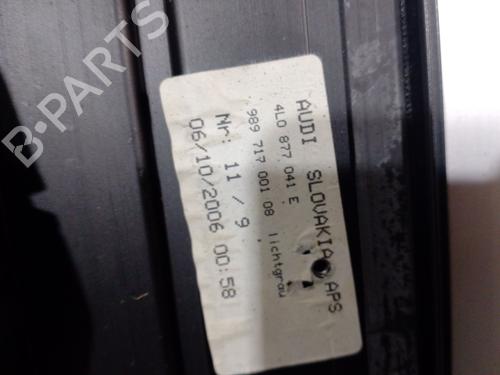 AUDI SLOVAKIA APS
4L0 877 041 E
989 717 001 08 lichtgrau
Nr: 11 / 9
06/10/2006 00:58
B-PARTS